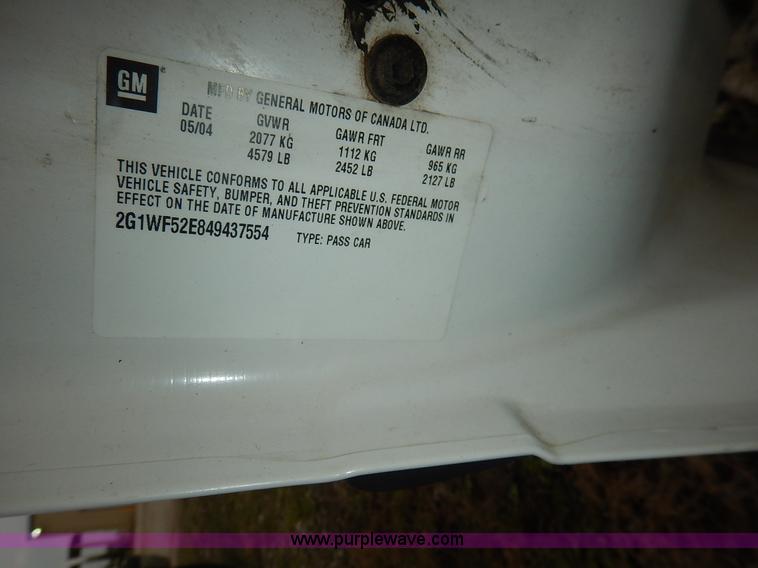 GM
MFD BY GENERAL MOTORS OF CANADA LTD.
DATE GVWR GAWR FRT GAWR RR
05/04 2077 KG 1112 KG 965 KG
4579 LB 2452 LB 2127 LB
THIS VEHICLE CONFORMS TO ALL APPLICABLE U.S. FEDERAL MOTOR
VEHICLE SAFETY, BUMPER, AND THEFT PREVENTION STANDARDS IN
EFFECT ON THE DATE OF MANUFACTURE SHOWN ABOVE.
2G1WF52E849437554 TYPE: PASS CAR
www.purplewave.com